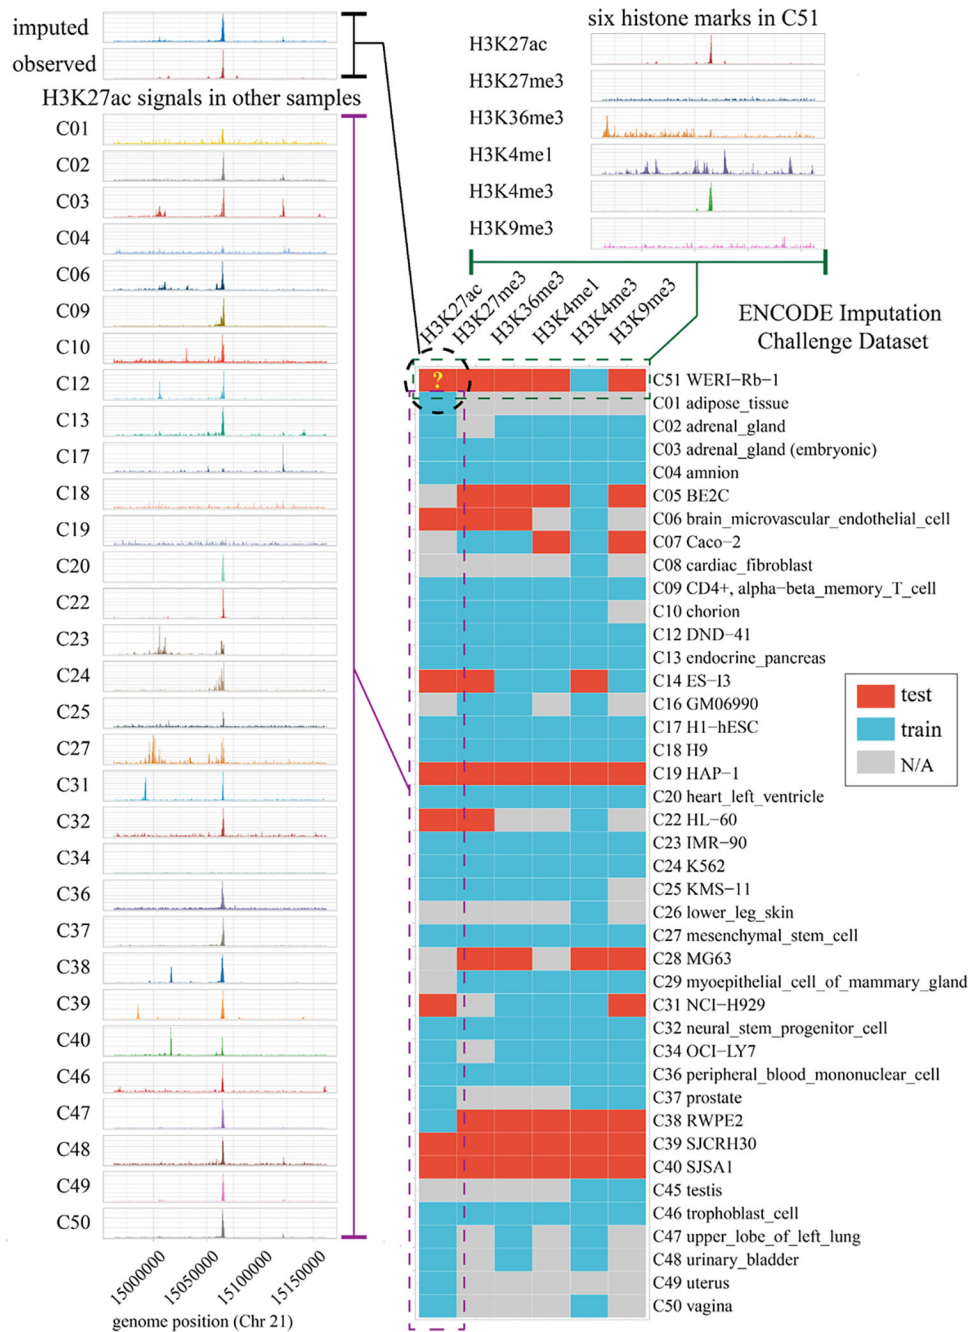 imputed
observed
H3K27ac signals in other samples
C01
C02
C03
C04
C06
C09
C10
C12
C13
C17
C18
C19
C20
C22
C23
C24
C25
C27
C31
C32
C34
C36
C37
C38
C39
C40
C46
C47
C48
C49
C50
15000000
15050000
15100000
15150000
genome position (Chr 21)
six histone marks in C51
H3K27ac
H3K27me3
H3K36me3
H3K4me1
H3K4me3
H3K9me3
H3K27ac
H3K27me3
H3K36me3
H3K4me1
H3K4me3
H3K9me3
ENCODE Imputation
Challenge Dataset
?
C51 WERI−Rb−1
C01 adipose_tissue
C02 adrenal_gland
C03 adrenal_gland (embryonic)
C04 amnion
C05 BE2C
C06 brain_microvascular_endothelial_cell
C07 Caco−2
C08 cardiac_fibroblast
C09 CD4+, alpha−beta_memory_T_cell
C10 chorion
C12 DND−41
C13 endocrine_pancreas
C14 ES−I3
C16 GM06990
C17 H1−hESC
C18 H9
C19 HAP−1
C20 heart_left_ventricle
C22 HL−60
C23 IMR−90
C24 K562
C25 KMS−11
C26 lower_leg_skin
C27 mesenchymal_stem_cell
C28 MG63
C29 myoepithelial_cell_of_mammary_gland
C31 NCI−H929
C32 neural_stem_progenitor_cell
C34 OCI−LY7
C36 peripheral_blood_mononuclear_cell
C37 prostate
C38 RWPE2
C39 SJCRH30
C40 SJSA1
C45 testis
C46 trophoblast_cell
C47 upper_lobe_of_left_lung
C48 urinary_bladder
C49 uterus
C50 vagina
test
train
N/A